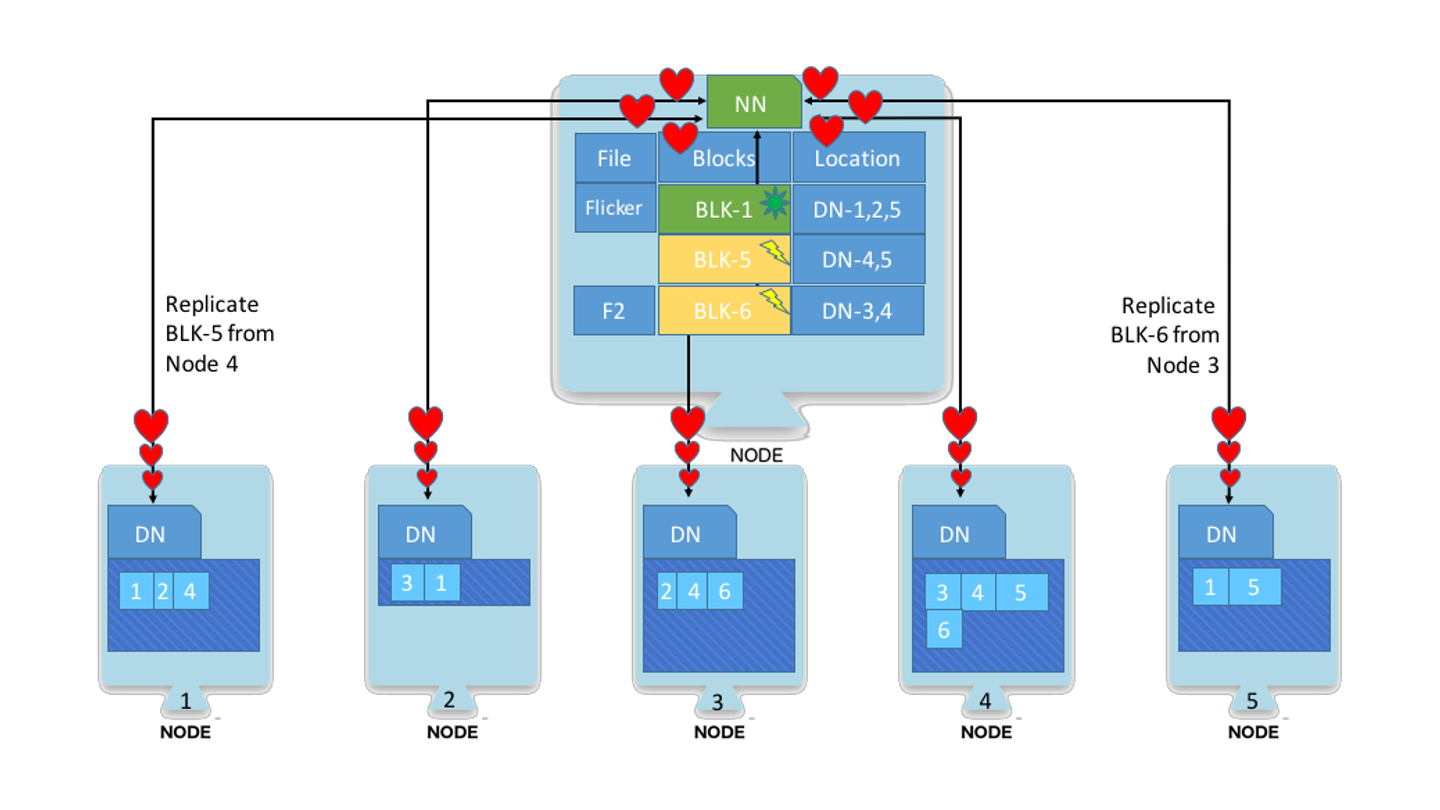 NN
File Blocks Location
Flicker BLK-1 DN-1,2,5
BLK-5 DN-4,5
F2 BLK-6 DN-3,4
Replicate
BLK-5 from
Node 4
Replicate
BLK-6 from
Node 3
NODE
DN DN DN DN DN
1 2 4
3 1
2 4 6
3 4 5
6
1 5
1 2 3 4 5
NODE NODE NODE NODE NODE